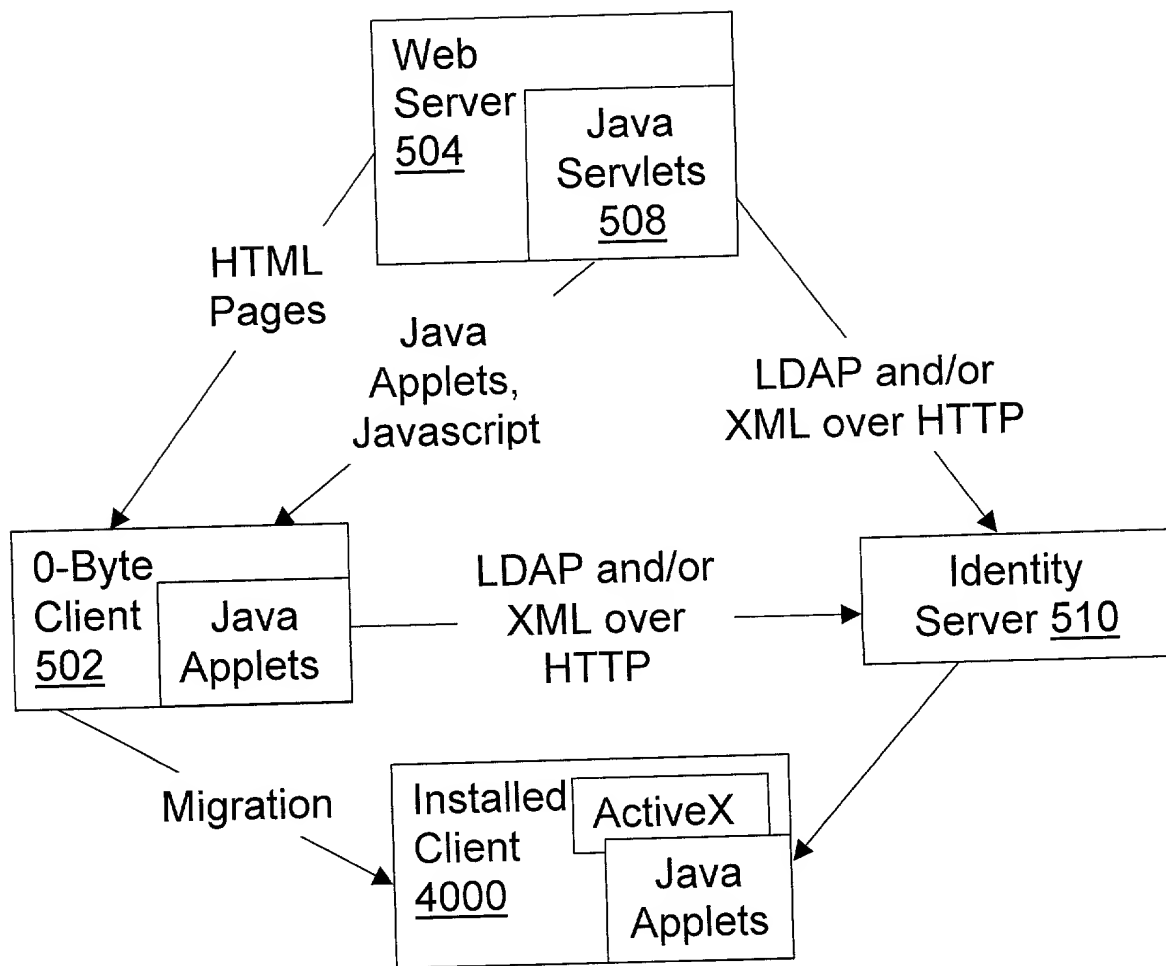 Web
Server
504
Java
Servlets
508
HTML
Pages
Java
Applets,
Javascript
LDAP and/or
XML over HTTP
0-Byte
Client
502
Java
Applets
LDAP and/or
XML over
HTTP
Identity
Server 510
Migration
Installed
Client
4000
ActiveX
Java
Applets